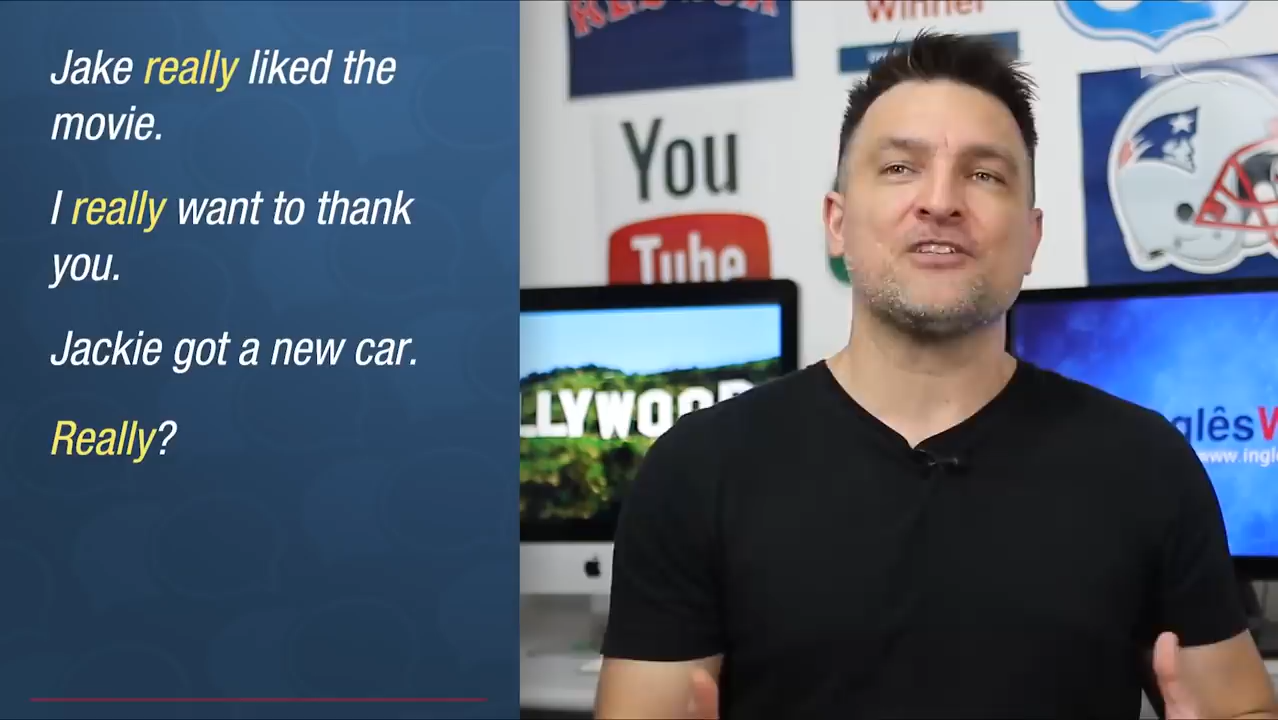 Jake really liked the
movie.
I really want to thank
you.
Jackie got a new car.
Really?
Winner
You
Tube
LLYWOOD
glêsW
www.ingl